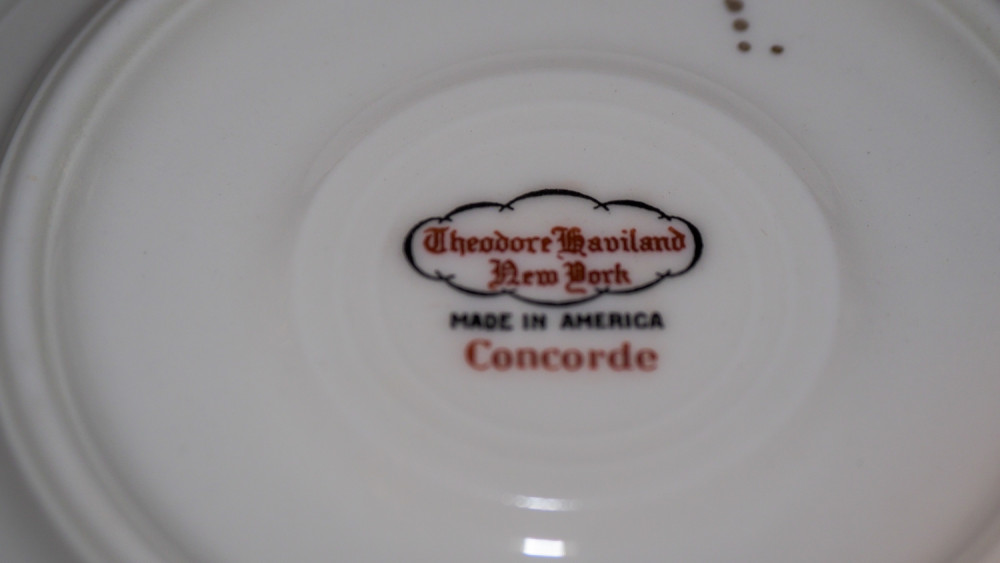 Theodore Haviland
New York
MADE IN AMERICA
Concorde